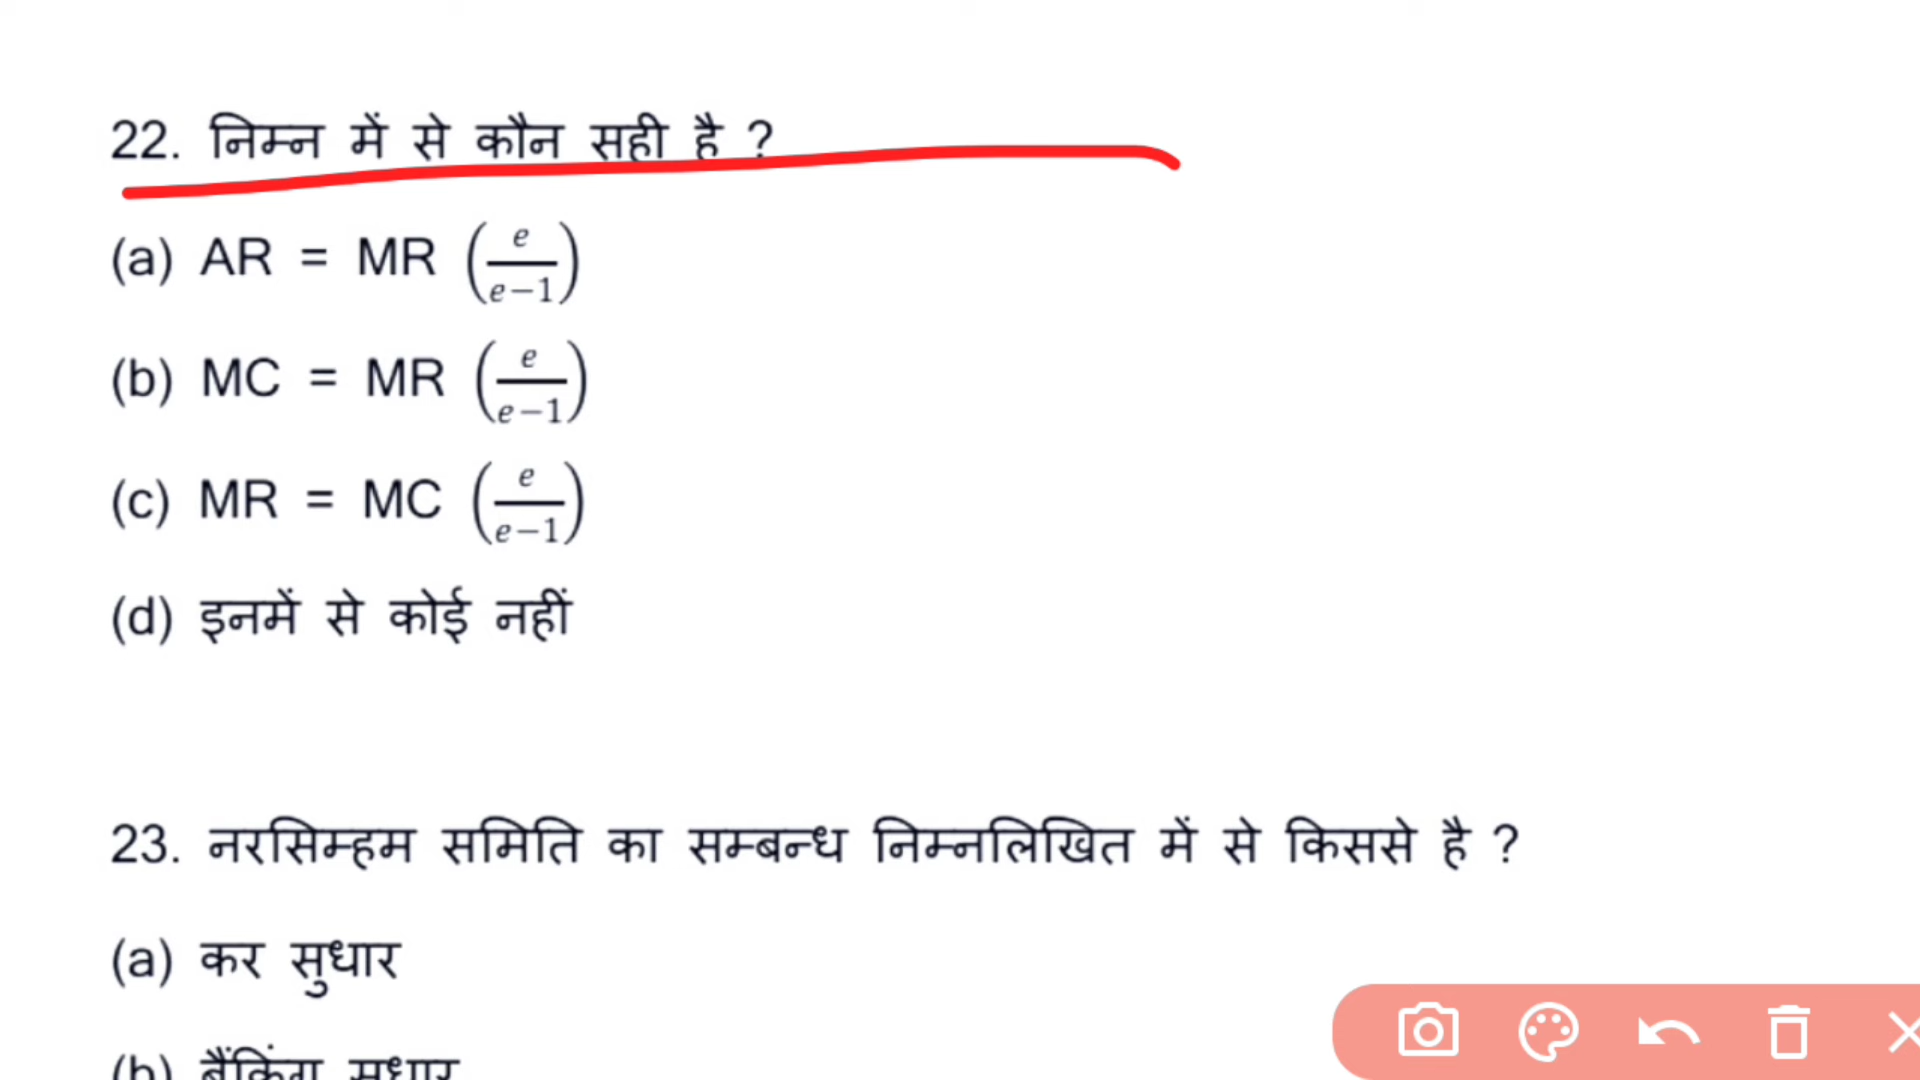 22. निम्न में से कौन सही है ?
(a) AR = MR (e/e−1)
(b) MC = MR (e/e−1)
(c) MR = MC (e/e−1)
(d) इनमें से कोई नहीं
23. नरसिम्हम समिति का सम्बन्ध निम्नलिखित में से किससे है ?
(a) कर सुधार
(b) बैंकिंग सुधार